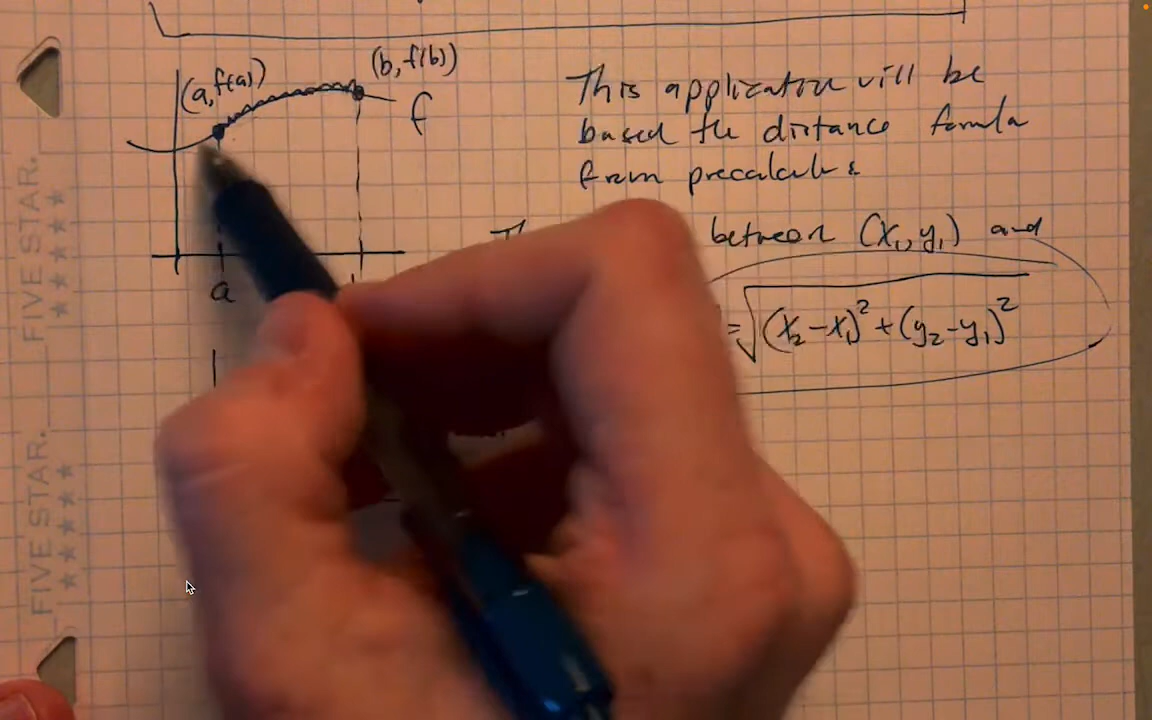 (a, f(a))
(b, f(b))
f
a
This application will be
based the distance formula
from precalculus
between (x₁, y₁) and
= √(x₂-x₁)² + (y₂-y₁)²
FIVE STAR.
FIVE STAR.